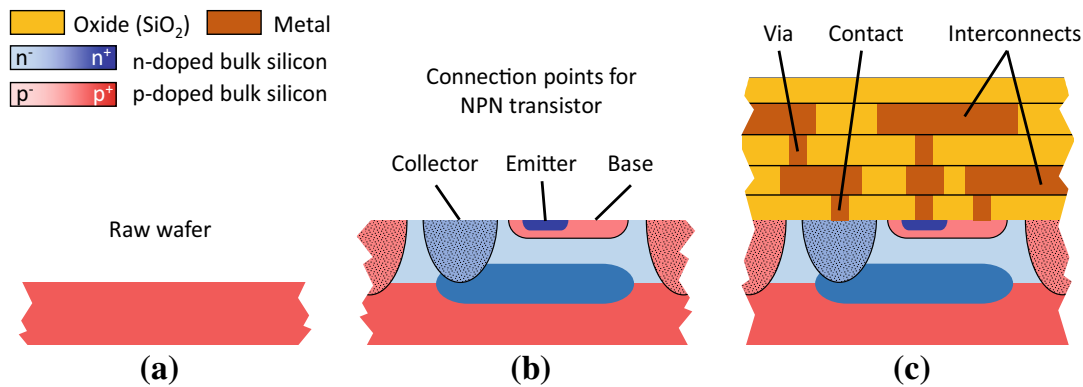 Oxide (SiO₂) Metal
n⁻ n⁺ n-doped bulk silicon
p⁻ p⁺ p-doped bulk silicon
Raw wafer
(a)
Connection points for
NPN transistor
Collector Emitter Base
(b)
Via Contact Interconnects
(c)